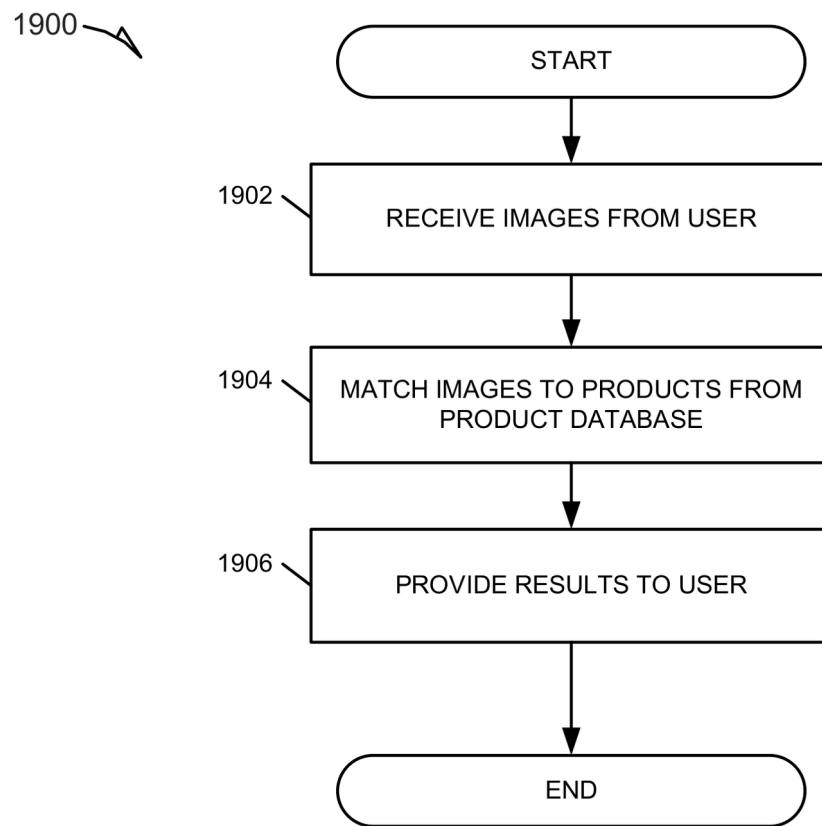 1900
START
1902
RECEIVE IMAGES FROM USER
1904
MATCH IMAGES TO PRODUCTS FROM
PRODUCT DATABASE
1906
PROVIDE RESULTS TO USER
END